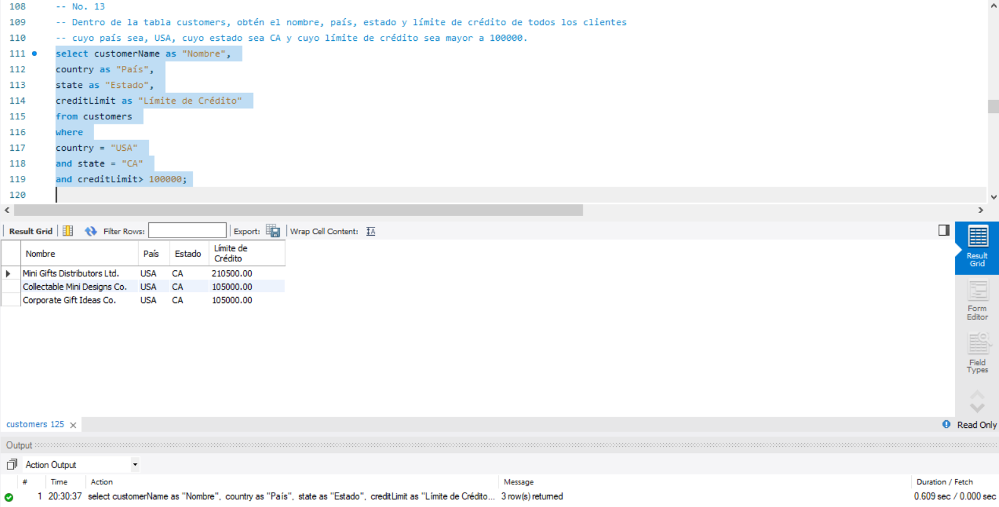 108 -- No. 13
109 -- Dentro de la tabla customers, obtén el nombre, país, estado y límite de crédito de todos los clientes
110 -- cuyo país sea, USA, cuyo estado sea CA y cuyo límite de crédito sea mayor a 100000.
111 select customerName as "Nombre",
112 country as "País",
113 state as "Estado",
114 creditLimit as "Límite de Crédito"
115 from customers
116 where
117 country = "USA"
118 and state = "CA"
119 and creditLimit> 100000;
120
Result Grid Filter Rows: Export: Wrap Cell Content:
Nombre País Estado Límite de Crédito
Mini Gifts Distributors Ltd. USA CA 210500.00
Collectable Mini Designs Co. USA CA 105000.00
Corporate Gift Ideas Co. USA CA 105000.00
Result
Grid
Form
Editor
Field
Types
customers 125 Read Only
Output
Action Output
# Time Action Message Duration / Fetch
1 20:30:37 select customerName as "Nombre", country as "País", state as "Estado", creditLimit as "Límite de Crédito... 3 row(s) returned 0.609 sec / 0.000 sec